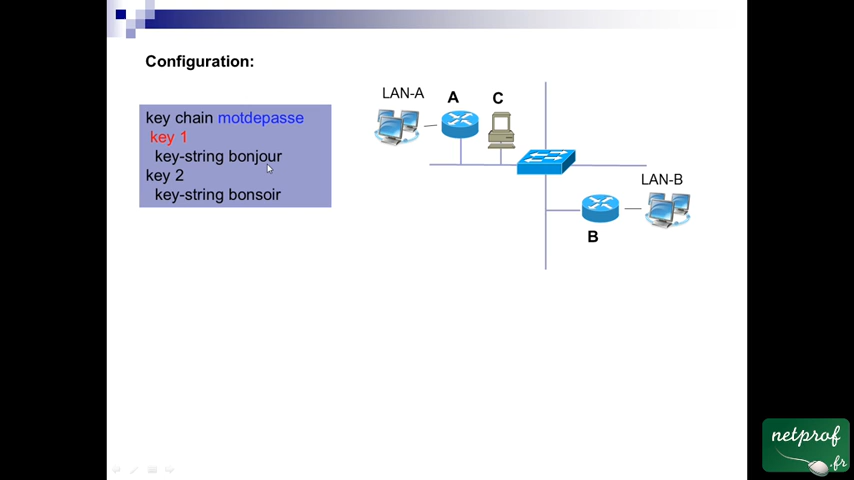 Configuration:
key chain motdepasse
key 1
key-string bonjour
key 2
key-string bonsoir
LAN-A
A
C
LAN-B
B
netprof
.fr